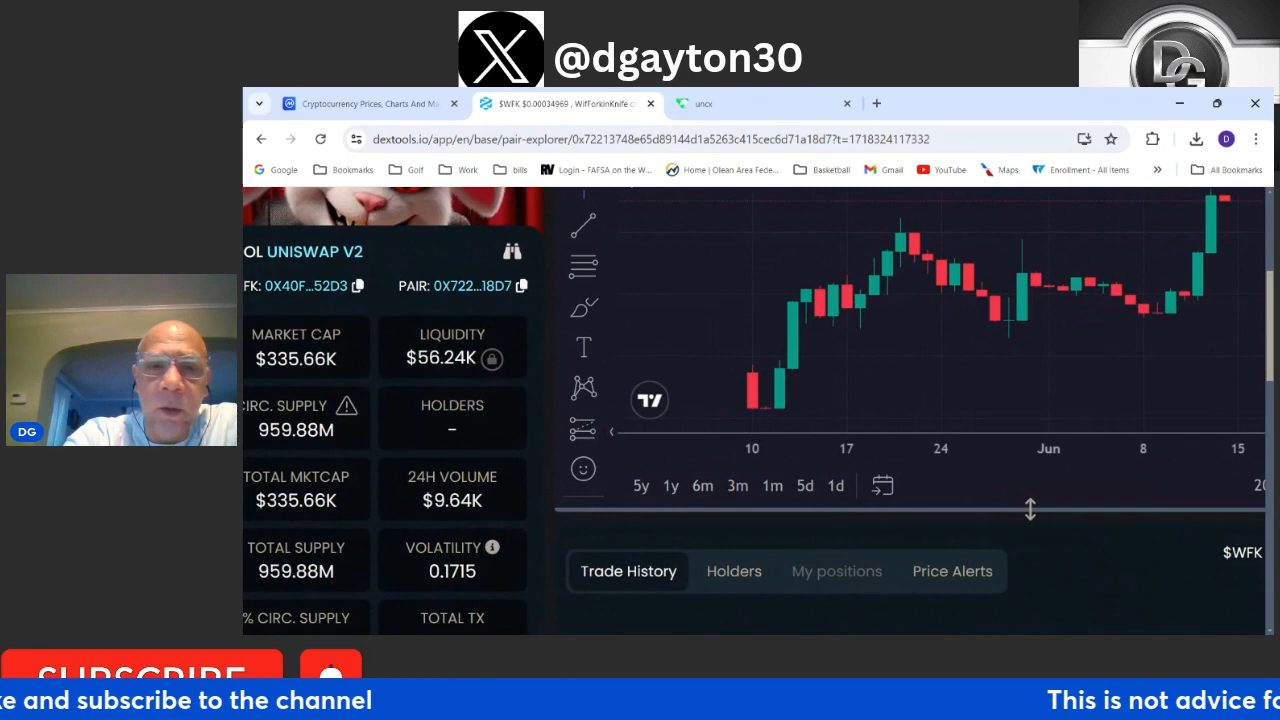 @dgayton30
DG
Cryptocurrency Prices, Charts And Ma
$WFK $0.00034969 , WifForkinKnife c
uncx
dextools.io/app/en/base/pair-explorer/0x72213748e65d89144d1a5263c415cec6d71a18d7?t=1718324117332
D
Google
Bookmarks
Golf
Work
bills
RV Login - FAFSA on the W...
Home | Olean Area Fede...
Basketball
Gmail
YouTube
Maps
Enrollment - All Items
»
All Bookmarks
OL UNISWAP V2
FK: 0X40F...52D3
PAIR: 0X722...18D7
MARKET CAP
$335.66K
LIQUIDITY
$56.24K
CIRC. SUPPLY
959.88M
HOLDERS
-
TOTAL MKTCAP
$335.66K
24H VOLUME
$9.64K
TOTAL SUPPLY
959.88M
VOLATILITY
0.1715
% CIRC. SUPPLY
TOTAL TX
10 17 24 Jun 8 15
5y 1y 6m 3m 1m 5d 1d
20
Trade History
Holders
My positions
Price Alerts
$WFK
DG
SUBSCRIBE
ke and subscribe to the channel
This is not advice fo